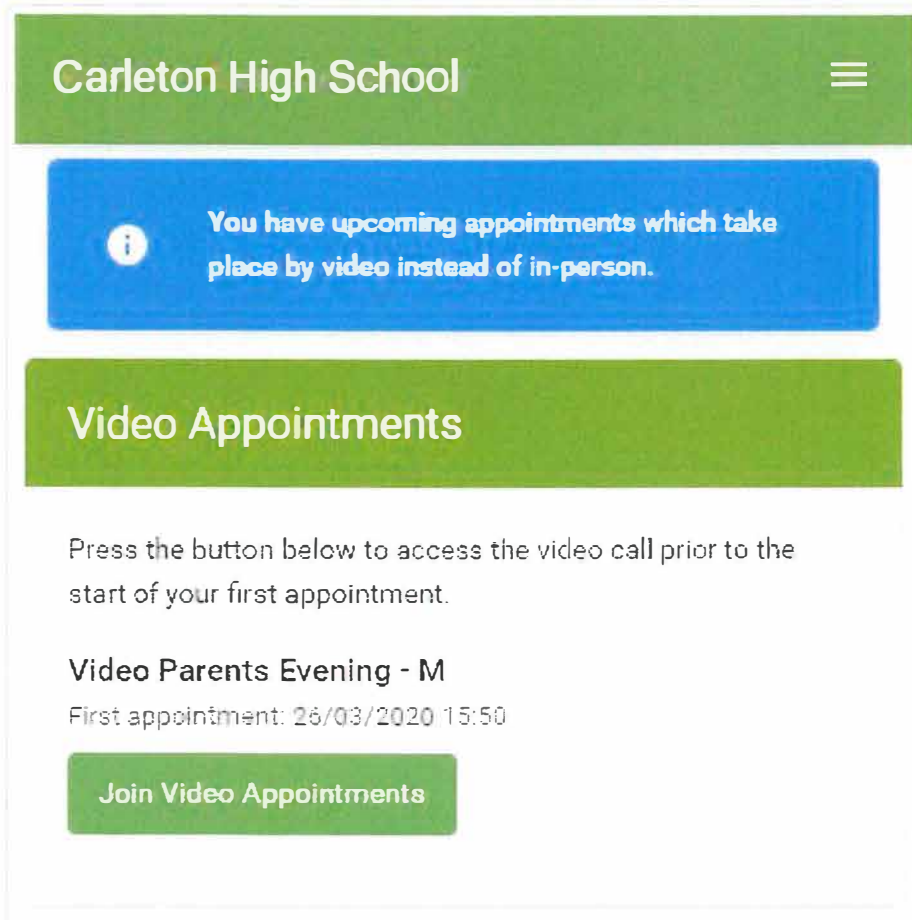 Carleton High School
You have upcoming appointments which take
place by video instead of in-person.
Video Appointments
Press the button below to access the video call prior to the
start of your first appointment.
Video Parents Evening - M
First appointment: 26/03/2020 15:50
Join Video Appointments